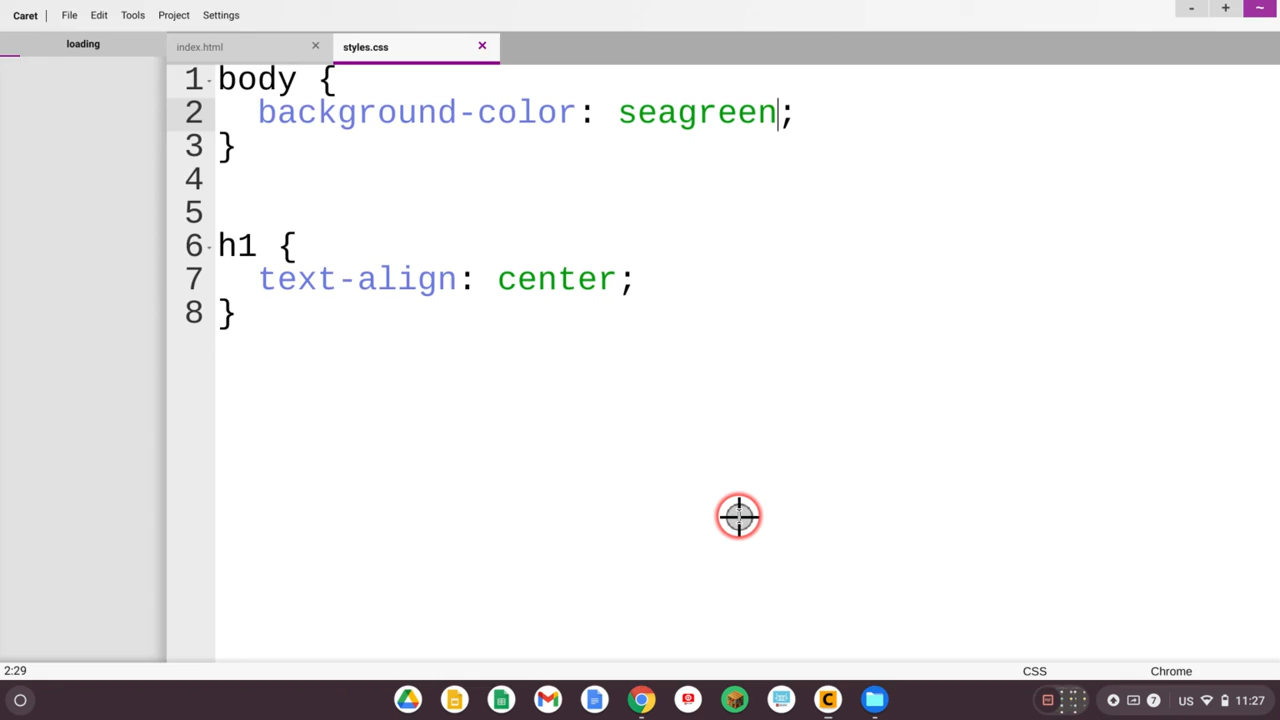 Caret File Edit Tools Project Settings - + ~
loading index.html × styles.css ×
1 body {
2   background-color: seagreen;
3 }
4
5
6 h1 {
7   text-align: center;
8 }
2:29 CSS Chrome
C 7 US 11:27